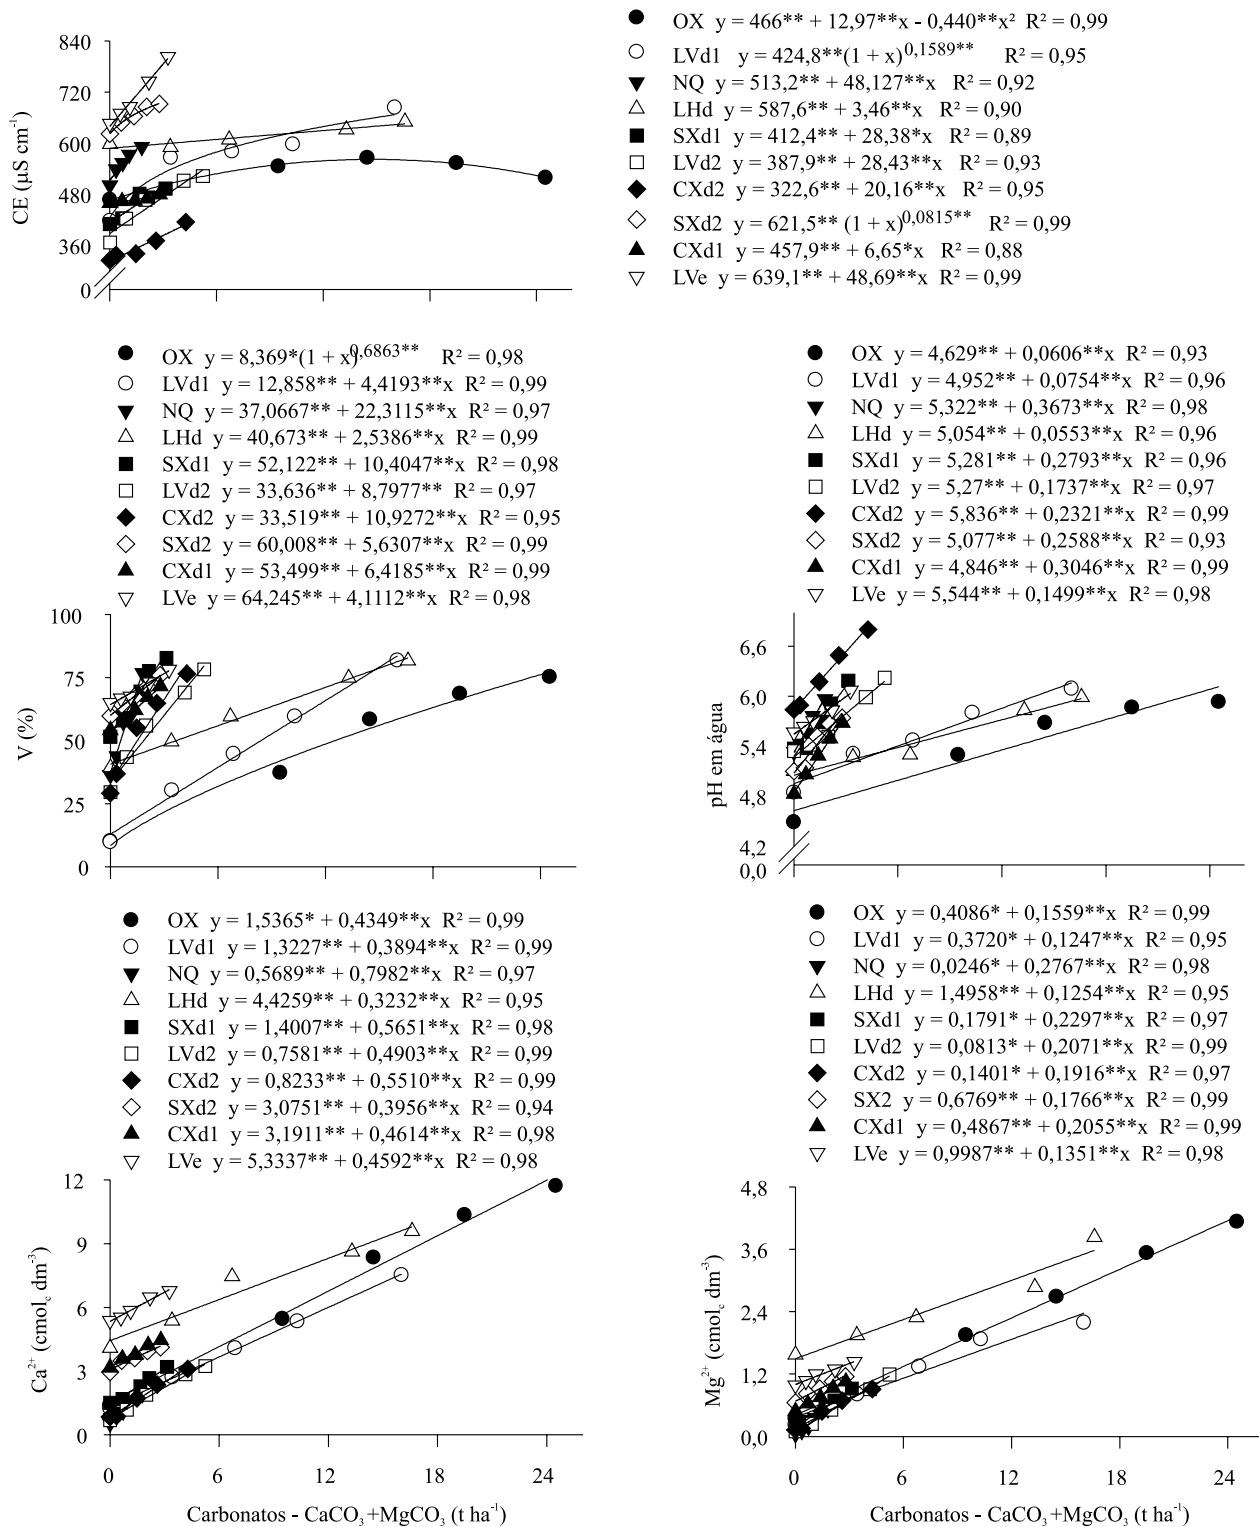 OX y = 466** + 12,97**x - 0,440**x² R² = 0,99
LVd1 y = 424,8**(1 + x)^0,1589** R² = 0,95
NQ y = 513,2** + 48,127**x R² = 0,92
LHd y = 587,6** + 3,46**x R² = 0,90
SXd1 y = 412,4** + 28,38*x R² = 0,89
LVd2 y = 387,9** + 28,43**x R² = 0,93
CXd2 y = 322,6** + 20,16**x R² = 0,95
SXd2 y = 621,5** (1 + x)^0,0815** R² = 0,99
CXd1 y = 457,9** + 6,65*x R² = 0,88
LVe y = 639,1** + 48,69**x R² = 0,99
CE (µS cm⁻¹)
840
720
600
480
360
0
OX y = 8,369*(1 + x)^0,6863** R² = 0,98
LVd1 y = 12,858** + 4,4193**x R² = 0,99
NQ y = 37,0667** + 22,3115**x R² = 0,97
LHd y = 40,673** + 2,5386**x R² = 0,99
SXd1 y = 52,122** + 10,4047**x R² = 0,98
LVd2 y = 33,636** + 8,7977** R² = 0,97
CXd2 y = 33,519** + 10,9272**x R² = 0,95
SXd2 y = 60,008** + 5,6307**x R² = 0,99
CXd1 y = 53,499** + 6,4185**x R² = 0,99
LVe y = 64,245** + 4,1112**x R² = 0,98
V (%)
100
75
50
25
0
OX y = 4,629** + 0,0606**x R² = 0,93
LVd1 y = 4,952** + 0,0754**x R² = 0,96
NQ y = 5,322** + 0,3673**x R² = 0,98
LHd y = 5,054** + 0,0553**x R² = 0,96
SXd1 y = 5,281** + 0,2793**x R² = 0,96
LVd2 y = 5,27** + 0,1737**x R² = 0,97
CXd2 y = 5,836** + 0,2321**x R² = 0,99
SXd2 y = 5,077** + 0,2588**x R² = 0,93
CXd1 y = 4,846** + 0,3046**x R² = 0,99
LVe y = 5,544** + 0,1499**x R² = 0,98
pH em água
6,6
6,0
5,4
4,8
4,2
0,0
OX y = 1,5365* + 0,4349**x R² = 0,99
LVd1 y = 1,3227** + 0,3894**x R² = 0,99
NQ y = 0,5689** + 0,7982**x R² = 0,97
LHd y = 4,4259** + 0,3232**x R² = 0,95
SXd1 y = 1,4007** + 0,5651**x R² = 0,98
LVd2 y = 0,7581** + 0,4903**x R² = 0,99
CXd2 y = 0,8233** + 0,5510**x R² = 0,99
SXd2 y = 3,0751** + 0,3956**x R² = 0,94
CXd1 y = 3,1911** + 0,4614**x R² = 0,98
LVe y = 5,3337** + 0,4592**x R² = 0,98
Ca²⁺ (cmol_c dm⁻³)
12
9
6
3
0
0 6 12 18 24
Carbonatos - CaCO₃+MgCO₃ (t ha⁻¹)
OX y = 0,4086* + 0,1559**x R² = 0,99
LVd1 y = 0,3720* + 0,1247**x R² = 0,95
NQ y = 0,0246* + 0,2767**x R² = 0,98
LHd y = 1,4958** + 0,1254**x R² = 0,95
SXd1 y = 0,1791* + 0,2297**x R² = 0,97
LVd2 y = 0,0813* + 0,2071**x R² = 0,99
CXd2 y = 0,1401* + 0,1916**x R² = 0,97
SX2 y = 0,6769** + 0,1766**x R² = 0,99
CXd1 y = 0,4867** + 0,2055**x R² = 0,99
LVe y = 0,9987** + 0,1351**x R² = 0,98
Mg²⁺ (cmol_c dm⁻³)
4,8
3,6
2,4
1,2
0,0
0 6 12 18 24
Carbonatos - CaCO₃+MgCO₃ (t ha⁻¹)